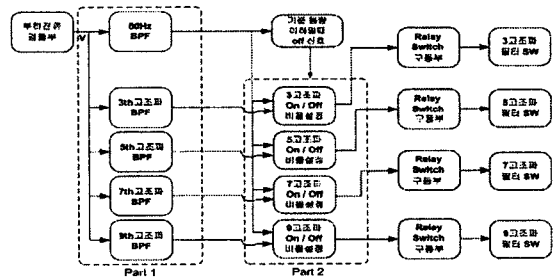 부하전류
검출부
60Hz
BPF
기본 용량
이하일때
off 신호
Relay
Switch
구동부
3고조파
필터 SW
3th고조파
BPF
3고조파
On / Off
비율설정
Relay
Switch
구동부
5고조파
필터 SW
5th고조파
BPF
5고조파
On / Off
비율설정
7th고조파
BPF
7고조파
On / Off
비율설정
Relay
Switch
구동부
7고조파
필터 SW
9th고조파
BPF
9고조파
On / Off
비율설정
Relay
Switch
구동부
9고조파
필터 SW
Part 1
Part 2